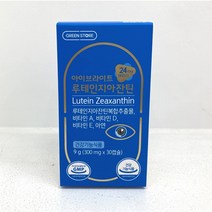 GREEN STORE
아이브라이트
24
루테인지아잔틴
Lutein Zeaxanthin
루테인지아잔틴복합추출물,
비타민 A, 비타민 D,
비타민 E, 아연
건강기능식품
9 g (300 mg x 30캡슐)
GMP